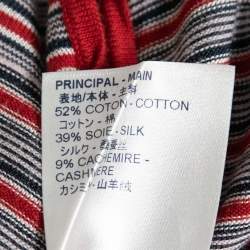 PRINCIPAL - MAIN
表地/本体 - 主料
52% COTON - COTTON
コットン - 棉
39% SOIE - SILK
シルク - 桑蚕丝
9% CACHEMIRE -
CASHMERE
カシミヤ - 山羊绒